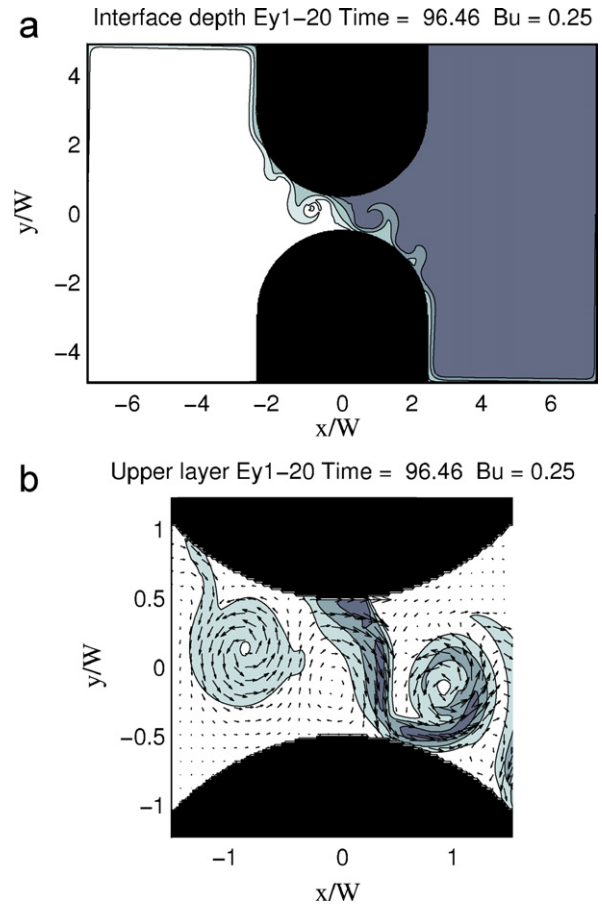 a
Interface depth Ey1-20 Time = 96.46 Bu = 0.25
4
2
0
-2
-4
y/W
-6 -4 -2 0 2 4 6
x/W
b
Upper layer Ey1-20 Time = 96.46 Bu = 0.25
1
0.5
0
-0.5
-1
y/W
-1 0 1
x/W